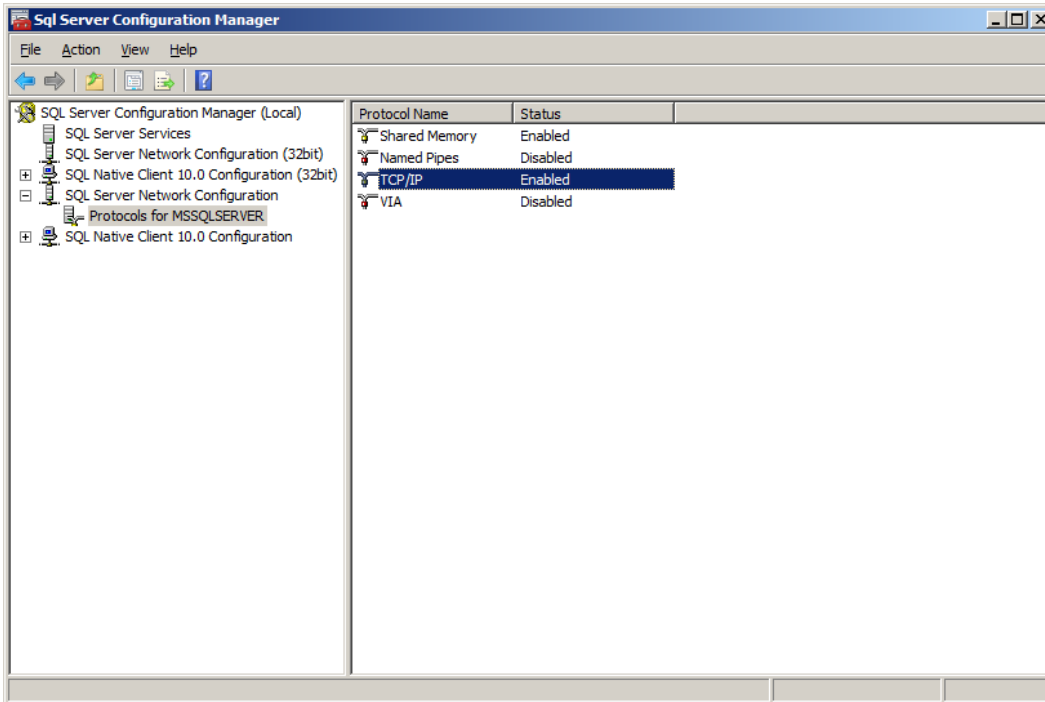 Sql Server Configuration Manager
File Action View Help
SQL Server Configuration Manager (Local)
SQL Server Services
SQL Server Network Configuration (32bit)
SQL Native Client 10.0 Configuration (32bit)
SQL Server Network Configuration
Protocols for MSSQLSERVER
SQL Native Client 10.0 Configuration
Protocol Name Status
Shared Memory Enabled
Named Pipes Disabled
TCP/IP Enabled
VIA Disabled